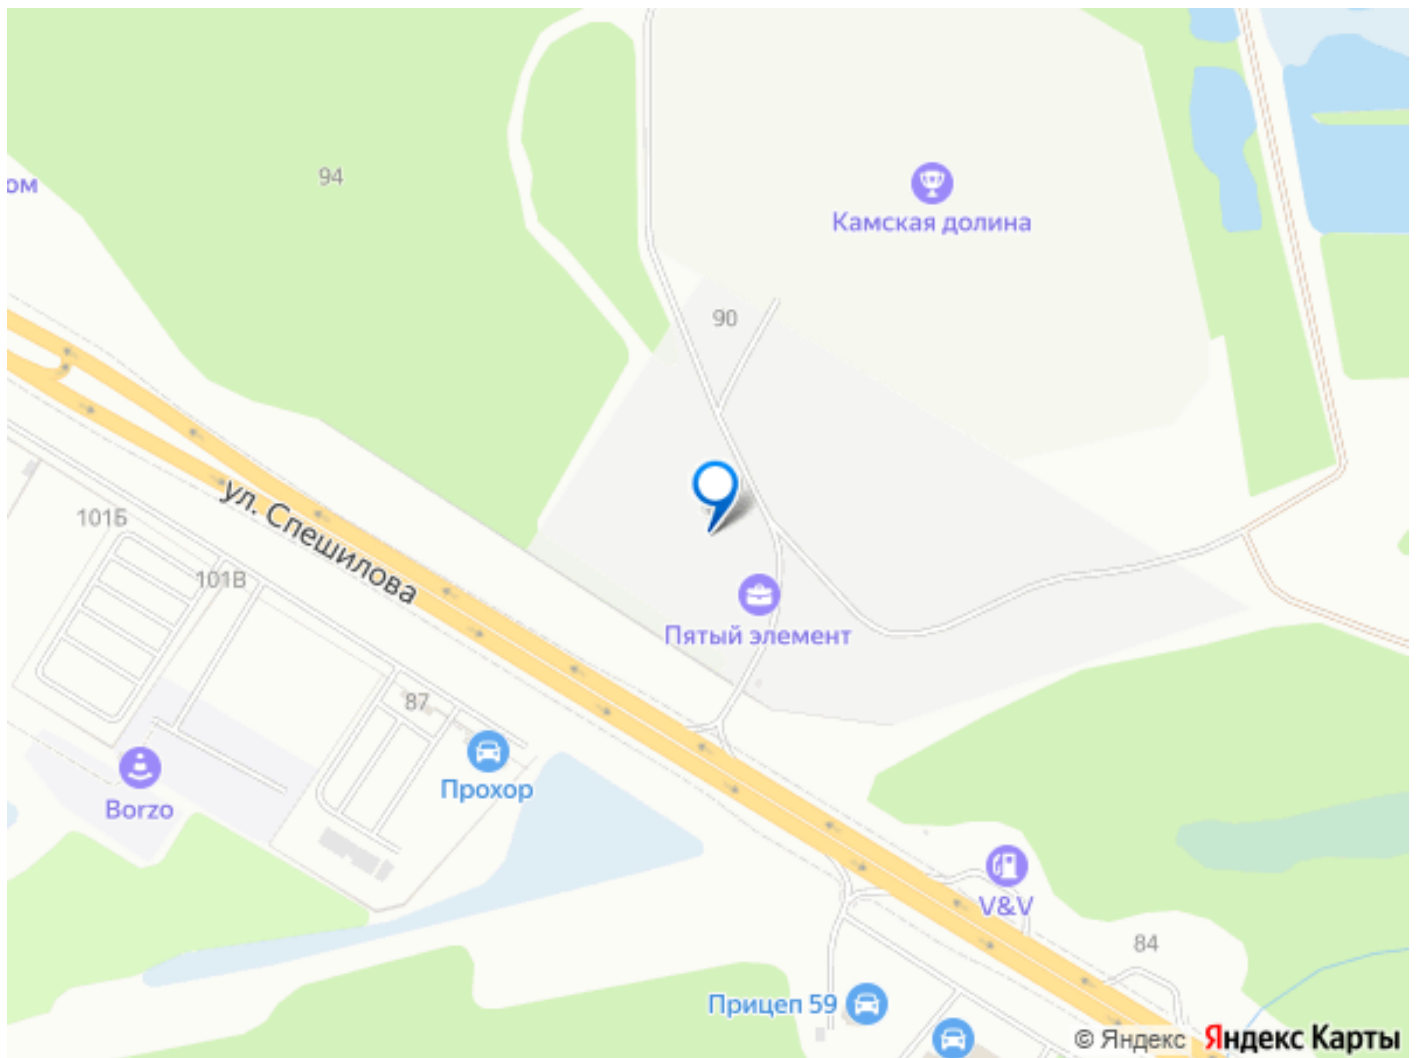 94
ом
Камская долина
90
ул. Спешилова
101Б
101В
Пятый элемент
87
Прохор
Borzo
V&V
84
Прицеп 59
© Яндекс Яндекс Карты